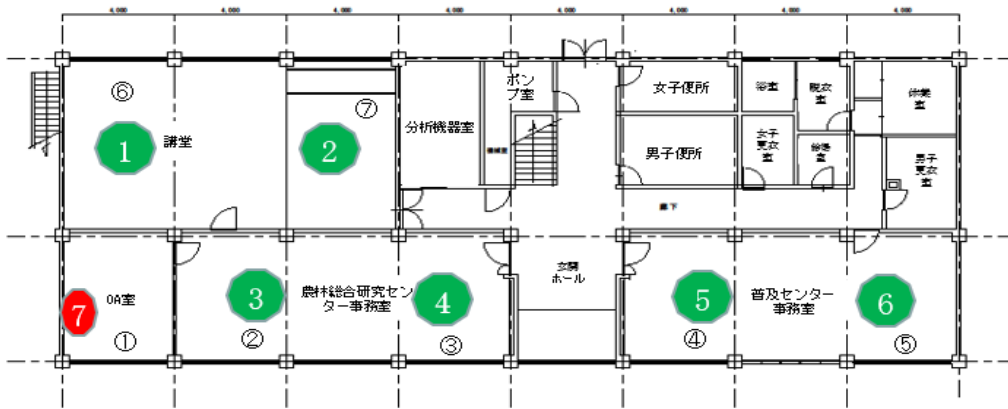 4,000 4,000 4,000 4,000 4,000 4,000 4,000 4,000
⑥
⑦
1
講堂
2
分析機器室
ポン
プ室
女子便所
男子便所
浴室
脱衣
室
女子
更衣
室
休憩
室
男子
更衣
室
廊下
7
OA室
①
3
農林総合研究セン
ター事務室
②
4
③
玄関
ホール
5
普及センター
事務室
④
6
⑤